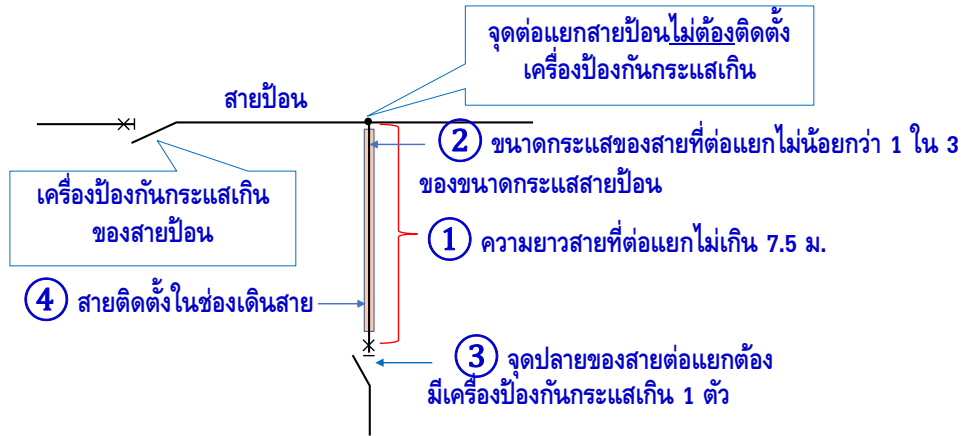 จุดต่อแยกสายป้อนไม่ต้องติดตั้ง
เครื่องป้องกันกระแสเกิน
สายป้อน
② ขนาดกระแสของสายที่ต่อแยกไม่น้อยกว่า 1 ใน 3
ของขนาดกระแสสายป้อน
เครื่องป้องกันกระแสเกิน
ของสายป้อน
① ความยาวสายที่ต่อแยกไม่เกิน 7.5 ม.
④ สายติดตั้งในช่องเดินสาย
③ จุดปลายของสายต่อแยกต้อง
มีเครื่องป้องกันกระแสเกิน 1 ตัว